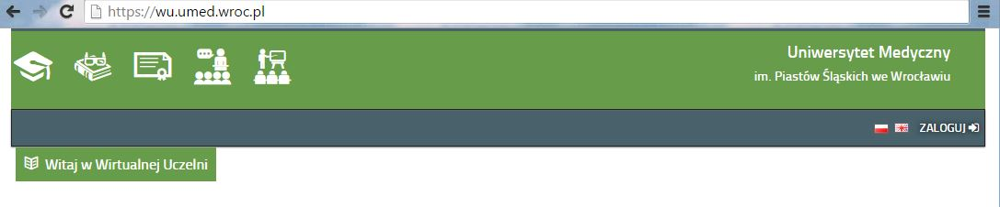 https://wu.umed.wroc.pl
Uniwersytet Medyczny
im. Piastów Śląskich we Wrocławiu
ZALOGUJ
Witaj w Wirtualnej Uczelni